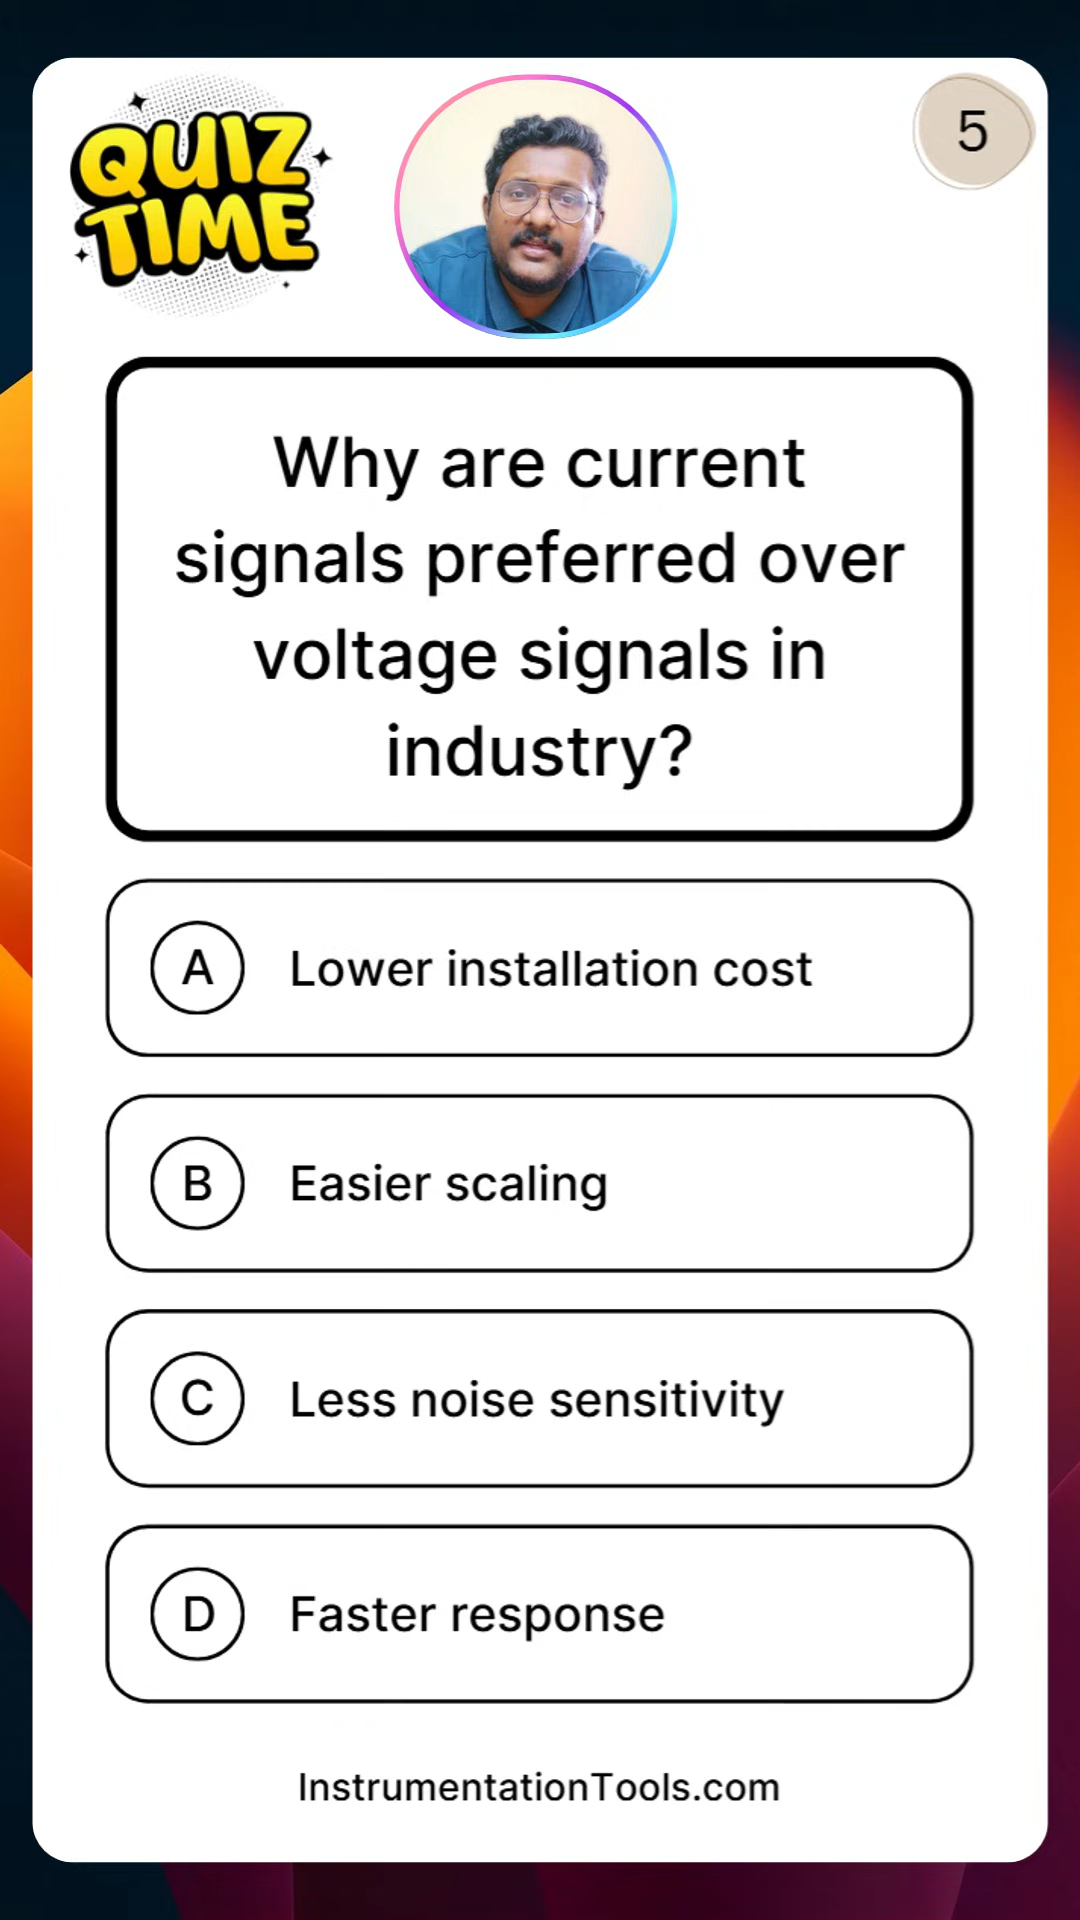 QUIZ
TIME
5
Why are current
signals preferred over
voltage signals in
industry?
A Lower installation cost
B Easier scaling
C Less noise sensitivity
D Faster response
InstrumentationTools.com